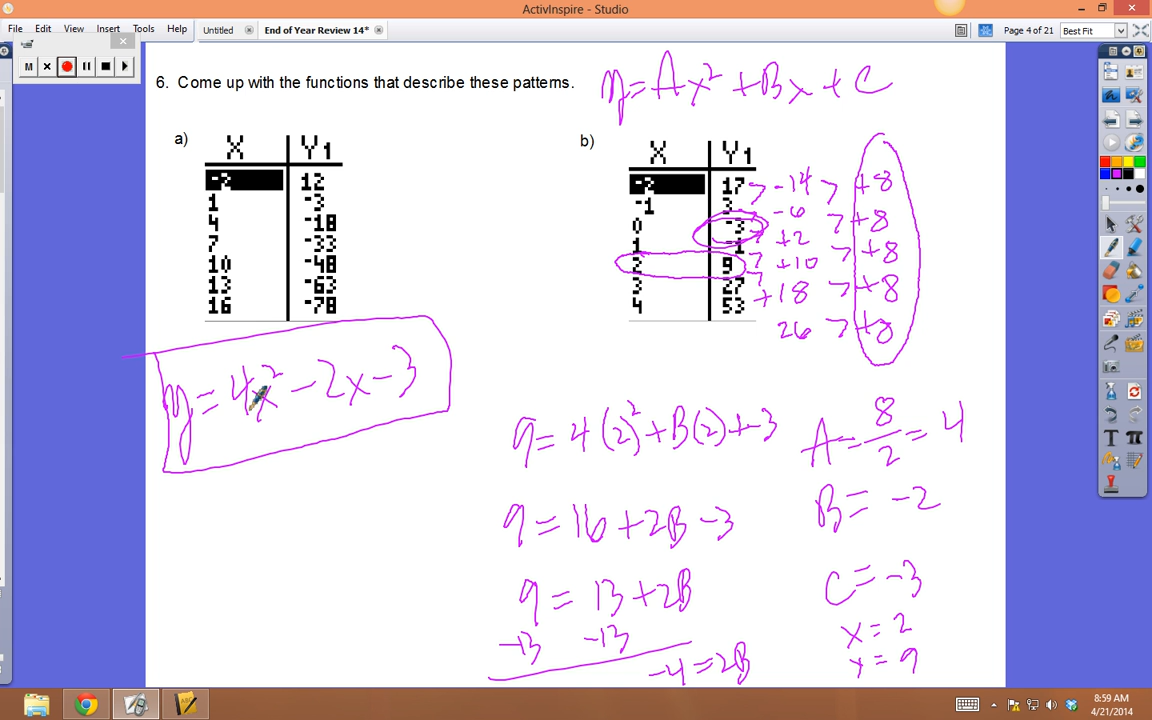 ActivInspire - Studio
File Edit View Insert Tools Help Untitled End of Year Review 14* Page 4 of 21 Best Fit
6. Come up with the functions that describe these patterns.
y=Ax²+Bx+C
a)
X Y1
-2 12
1 -3
4 -18
7 -33
10 -48
13 -63
16 -78
b)
X Y1
-2 17 > -14 > +8
-1 3 > -6 > +8
0 -3 > +2 > +8
1 -1 > +10 > +8
2 9 > +18 > +8
3 27 26
4 53
y=4x²-2x-3
9=4(2)²+B(2)+-3
9=16+2B-3
9=13+2B
-13 -13
-4=2B
A=8/2=4
B=-2
C=-3
x=2
y=9
8:59 AM
4/21/2014